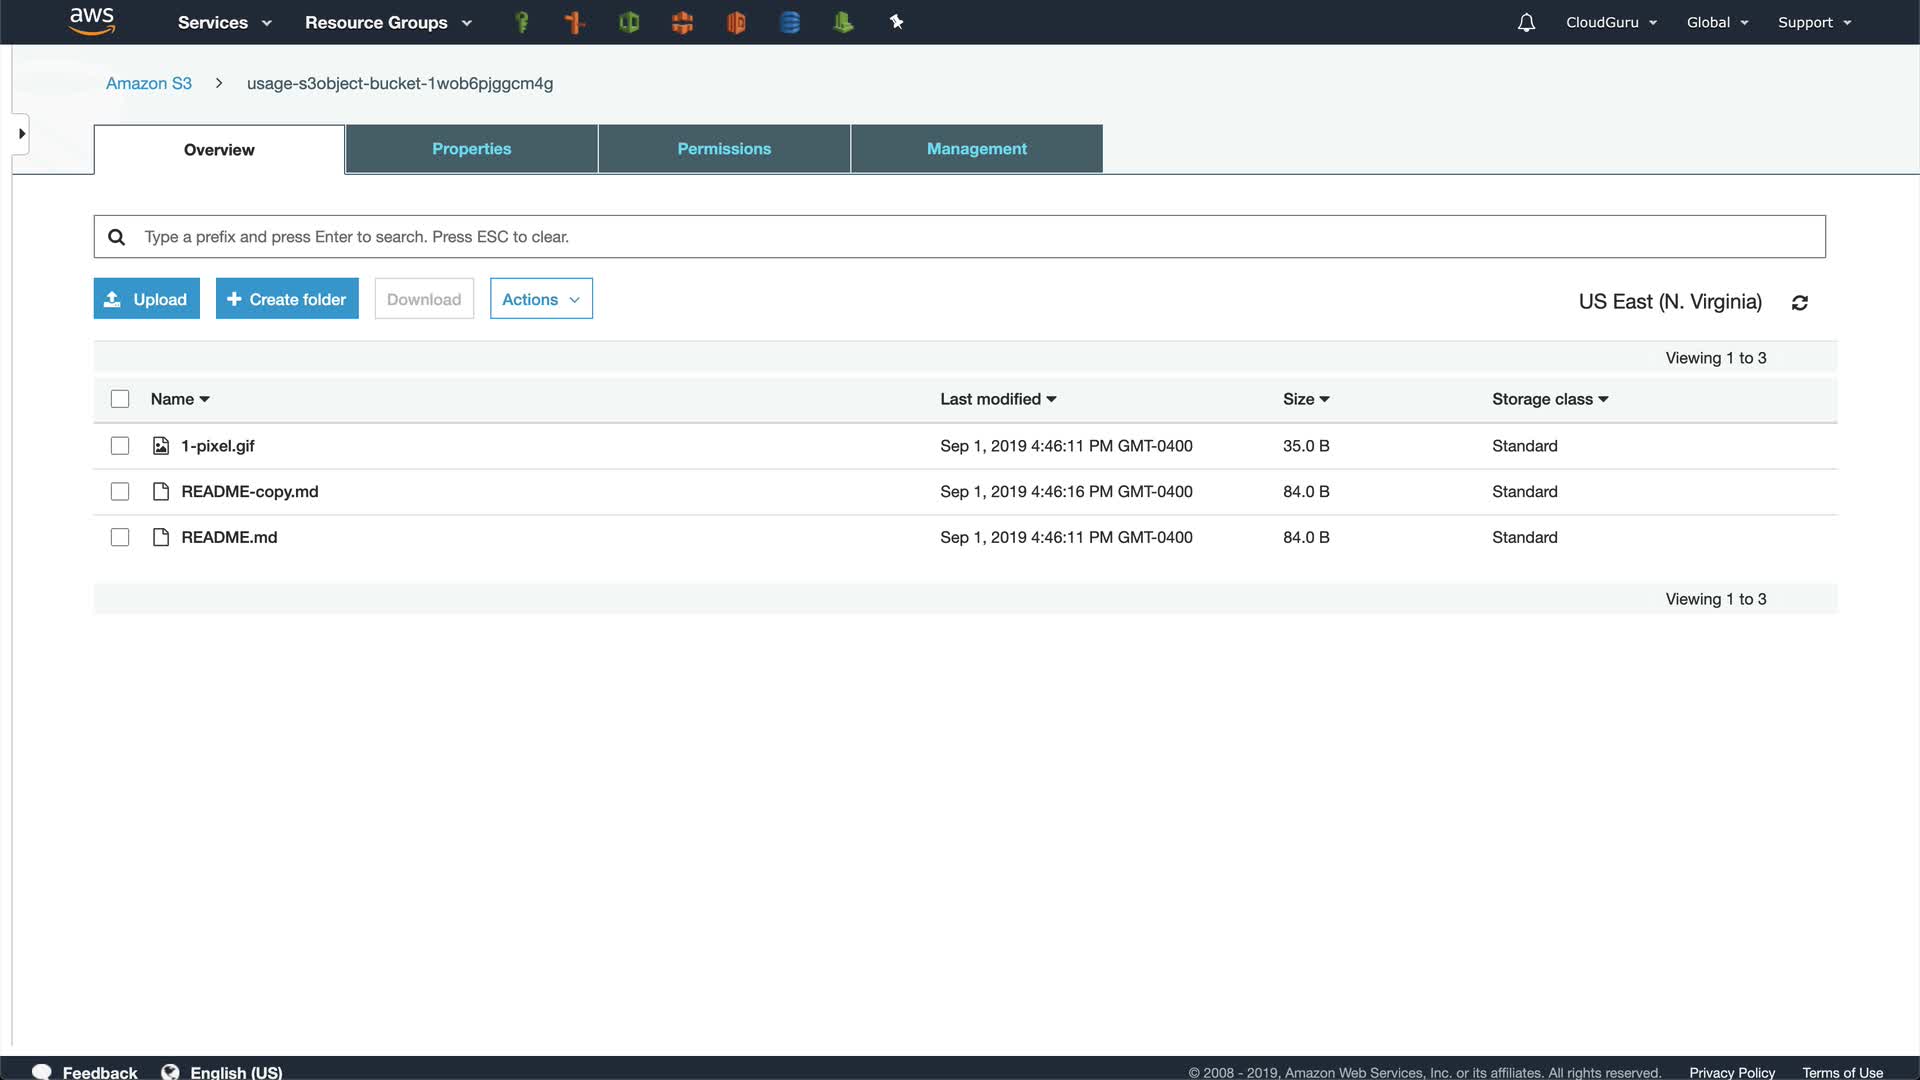 aws Services Resource Groups CloudGuru Global Support
Amazon S3 > usage-s3object-bucket-1wob6pjggcm4g
Overview Properties Permissions Management
Type a prefix and press Enter to search. Press ESC to clear.
Upload + Create folder Download Actions US East (N. Virginia)
Viewing 1 to 3
Name Last modified Size Storage class
1-pixel.gif Sep 1, 2019 4:46:11 PM GMT-0400 35.0 B Standard
README-copy.md Sep 1, 2019 4:46:16 PM GMT-0400 84.0 B Standard
README.md Sep 1, 2019 4:46:11 PM GMT-0400 84.0 B Standard
Viewing 1 to 3
Feedback English (US) © 2008 - 2019, Amazon Web Services, Inc. or its affiliates. All rights reserved. Privacy Policy Terms of Use